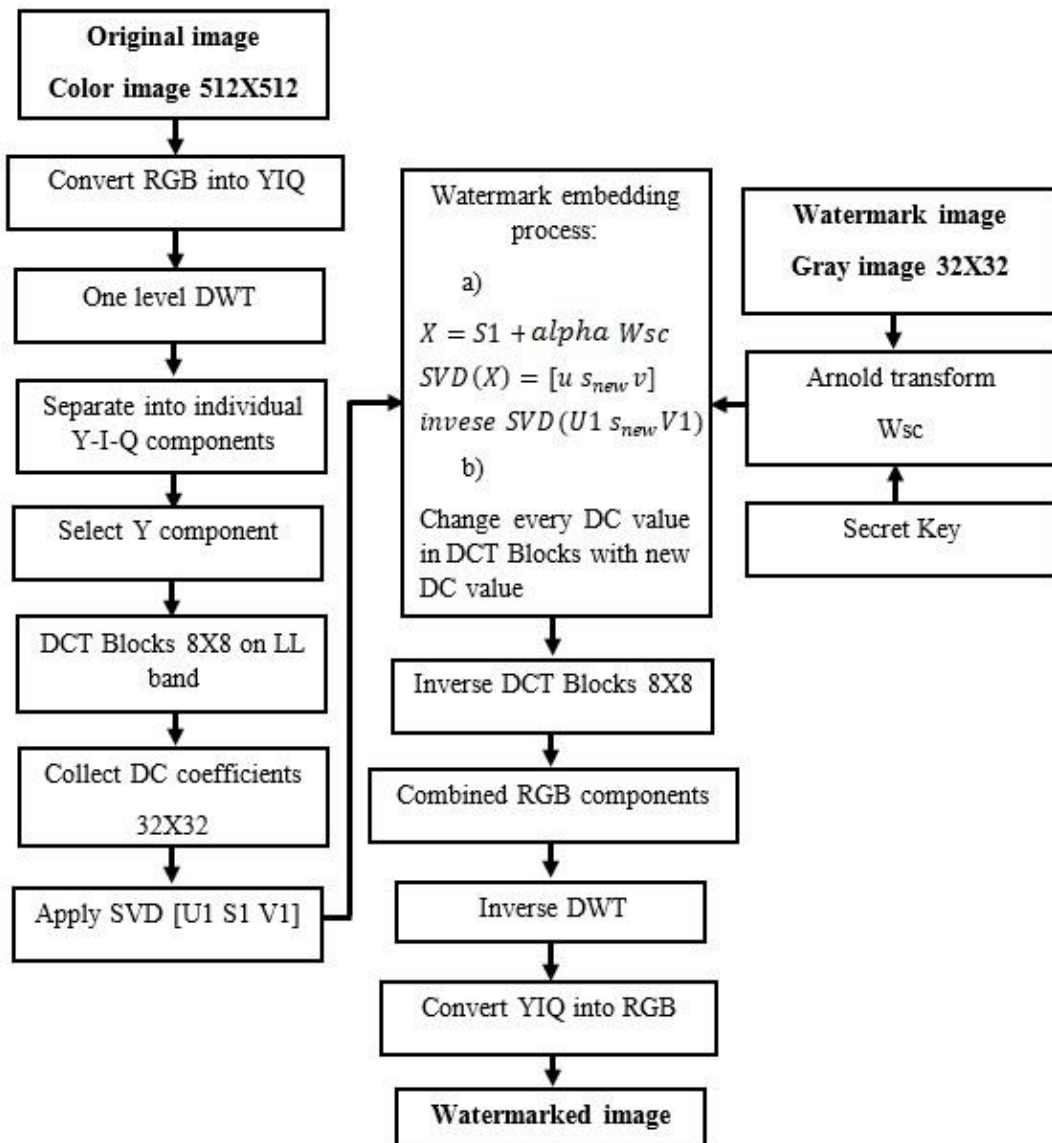 Original image
Color image 512X512
Convert RGB into YIQ
One level DWT
Separate into individual
Y-I-Q components
Select Y component
DCT Blocks 8X8 on LL
band
Collect DC coefficients
32X32
Apply SVD [U1 S1 V1]
Watermark embedding
process:
a)
X = S1 + alpha Wsc
SVD(X) = [u s_new v]
invese SVD(U1 s_new V1)
b)
Change every DC value
in DCT Blocks with new
DC value
Inverse DCT Blocks 8X8
Combined RGB components
Inverse DWT
Convert YIQ into RGB
Watermarked image
Watermark image
Gray image 32X32
Arnold transform
Wsc
Secret Key